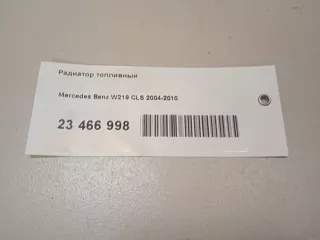 Радиатор топливный
Mercedes Benz W219 CLS 2004-2010
23 466 998